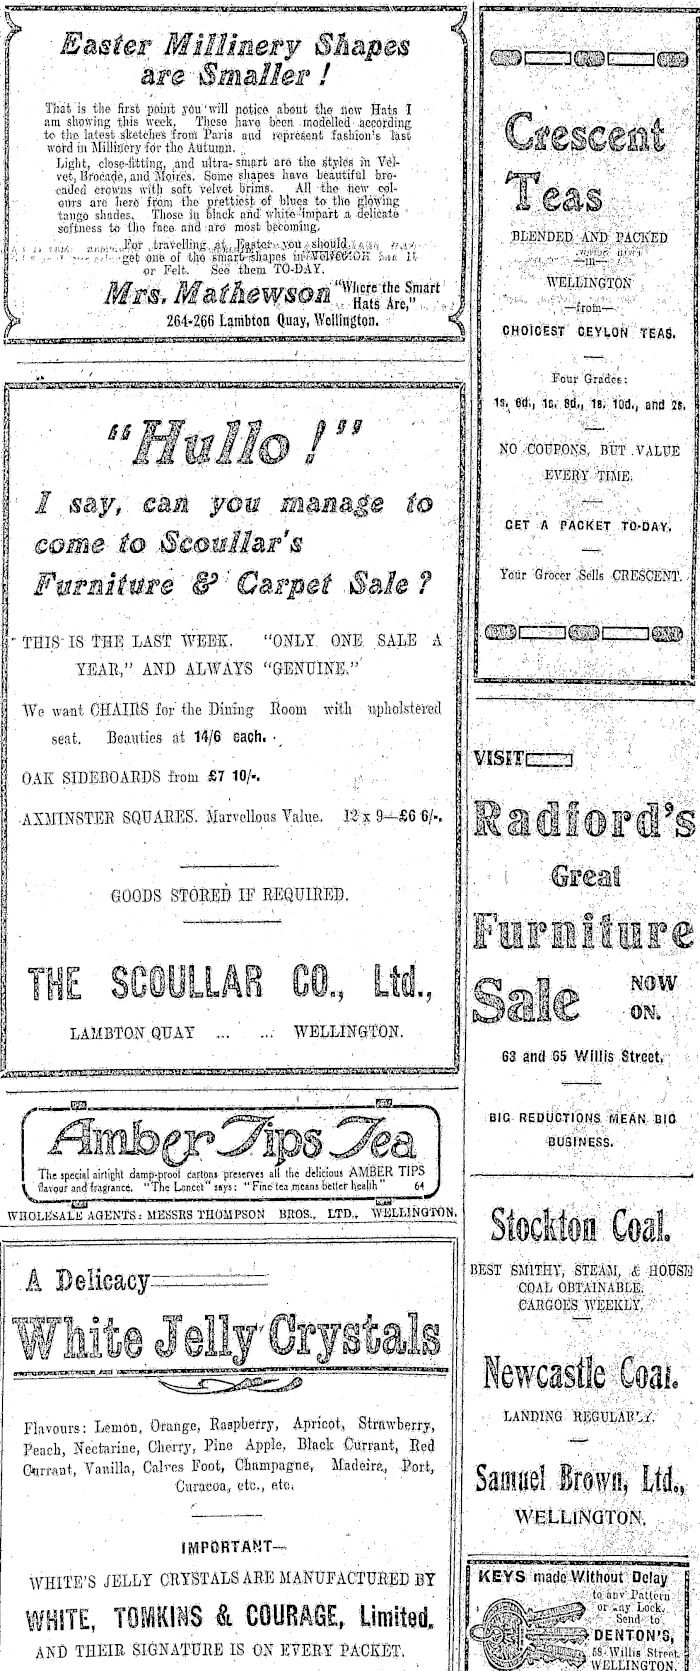 Easter Millinery Shapes
are Smaller!
That is the first point you will notice about the new Hats I
am showing this week. These have been modelled according
to the latest sketches from Paris and represent fashion's last
word in Millinery for the Autumn.
Light, close-fitting, and ultra-smart are the styles in Vel-
vet, Brocade, and Moires. Some shapes have beautiful bro-
caded crowns with soft velvet brims. All the new col-
ours are here from the prettiest of blues to the glowing
tango shades. Those in black and white impart a delicate
softness to the face and are most becoming.
For travelling at Easter you should
get one of the smart shapes in
or Felt. See them TO-DAY.
Mrs. Mathewson "Where the Smart
Hats Are,"
264-266 Lambton Quay, Wellington.
"Hullo!"
I say, can you manage to
come to Scoullar's
Furniture & Carpet Sale?
THIS IS THE LAST WEEK. "ONLY ONE SALE A
YEAR," AND ALWAYS "GENUINE."
We want CHAIRS for the Dining Room with upholstered
seat. Beauties at 14/6 each.
OAK SIDEBOARDS from £7 10/-.
AXMINSTER SQUARES. Marvellous Value. 12 x 9—£6 6/-.
GOODS STORED IF REQUIRED.
THE SCOULLAR CO., Ltd.,
LAMBTON QUAY ... ... WELLINGTON.
Amber Tips Tea
The special airtight damp-proof cartons preserves all the delicious AMBER TIPS
flavour and fragrance. "The Lancet" says: "Fine tea means better health" 64
WHOLESALE AGENTS: MESSRS THOMPSON BROS., LTD., WELLINGTON.
A Delicacy
White Jelly Crystals
Flavours: Lemon, Orange, Raspberry, Apricot, Strawberry,
Peach, Nectarine, Cherry, Pine Apple, Black Currant, Red
Currant, Vanilla, Calves Foot, Champagne, Madeira, Port,
Curacoa, etc., etc.
IMPORTANT—
WHITE'S JELLY CRYSTALS ARE MANUFACTURED BY
WHITE, TOMKINS & COURAGE, Limited,
AND THEIR SIGNATURE IS ON EVERY PACKET.
Crescent
Teas
BLENDED AND PACKED
—in—
WELLINGTON
—from—
CHOICEST CEYLON TEAS.
Four Grades:
1s. 6d., 1s. 8d., 1s. 10d., and 2s.
NO COUPONS, BUT VALUE
EVERY TIME.
GET A PACKET TO-DAY.
Your Grocer Sells CRESCENT.
VISIT
Radford's
Great
Furniture
Sale NOW
ON.
63 and 65 Willis Street.
BIG REDUCTIONS MEAN BIG
BUSINESS.
Stockton Coal.
BEST SMITHY, STEAM, & HOUSE
COAL OBTAINABLE.
CARGOES WEEKLY.
Newcastle Coal.
LANDING REGULARLY.
Samuel Brown, Ltd.,
WELLINGTON.
KEYS made Without Delay
to any Pattern
or any Lock.
Send to
DENTON'S,
58 Willis Street
WELLINGTON.